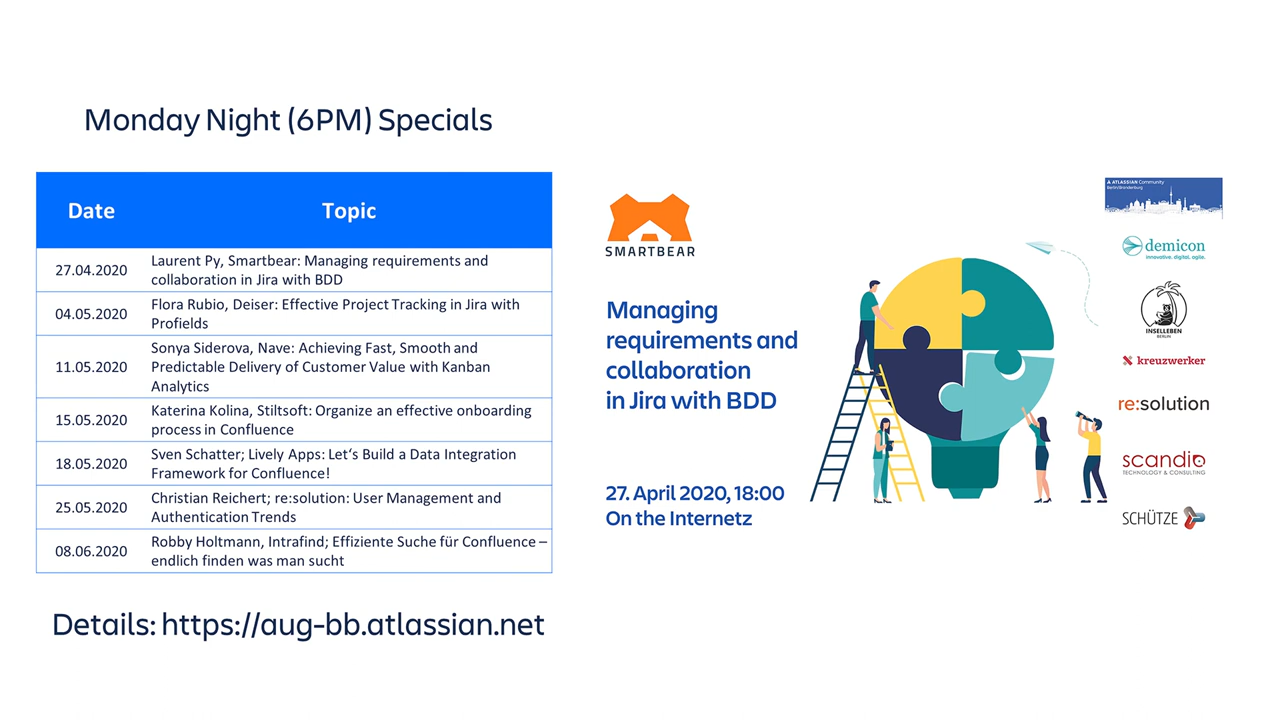 Monday Night (6PM) Specials
Date Topic
27.04.2020 Laurent Py, Smartbear: Managing requirements and
collaboration in Jira with BDD
04.05.2020 Flora Rubio, Deiser: Effective Project Tracking in Jira with
Profields
11.05.2020 Sonya Siderova, Nave: Achieving Fast, Smooth and
Predictable Delivery of Customer Value with Kanban
Analytics
15.05.2020 Katerina Kolina, Stiltsoft: Organize an effective onboarding
process in Confluence
18.05.2020 Sven Schatter; Lively Apps: Let‘s Build a Data Integration
Framework for Confluence!
25.05.2020 Christian Reichert; re:solution: User Management and
Authentication Trends
08.06.2020 Robby Holtmann, Intrafind; Effiziente Suche für Confluence –
endlich finden was man sucht
Details: https://aug-bb.atlassian.net
SMARTBEAR
Managing
requirements and
collaboration
in Jira with BDD
27. April 2020, 18:00
On the Internetz
A ATLASSIAN Community
Berlin/Brandenburg
demicon
innovative. digital. agile.
INSELLEBEN
BERLIN
kreuzwerker
re:solution
scandio
TECHNOLOGY & CONSULTING
SCHÜTZE